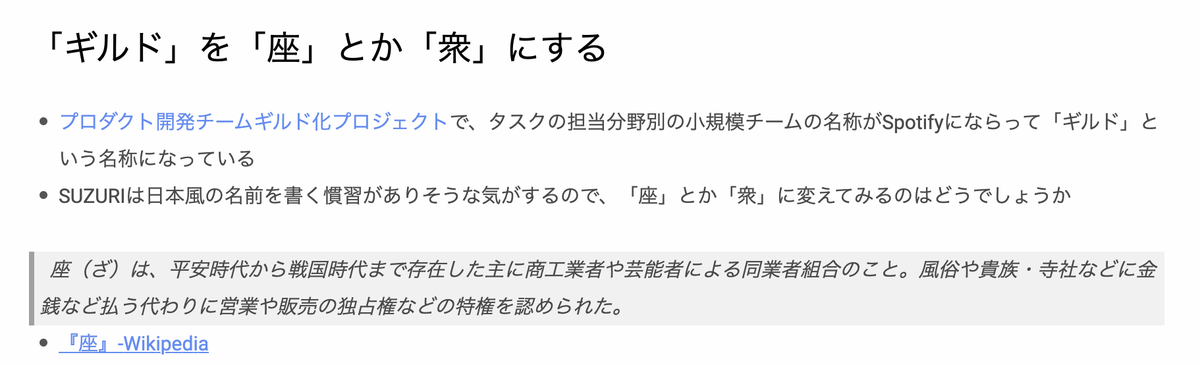 「ギルド」を「座」とか「衆」にする
プロダクト開発チームギルド化プロジェクトで、タスクの担当分野別の小規模チームの名称がSpotifyにならって「ギルド」と
いう名称になっている
SUZURIは日本風の名前を書く慣習がありそうな気がするので、「座」とか「衆」に変えてみるのはどうでしょうか
座（ざ）は、平安時代から戦国時代まで存在した主に商工業者や芸能者による同業者組合のこと。風俗や貴族・寺社などに金
銭など払う代わりに営業や販売の独占権などの特権を認められた。
『座』-Wikipedia